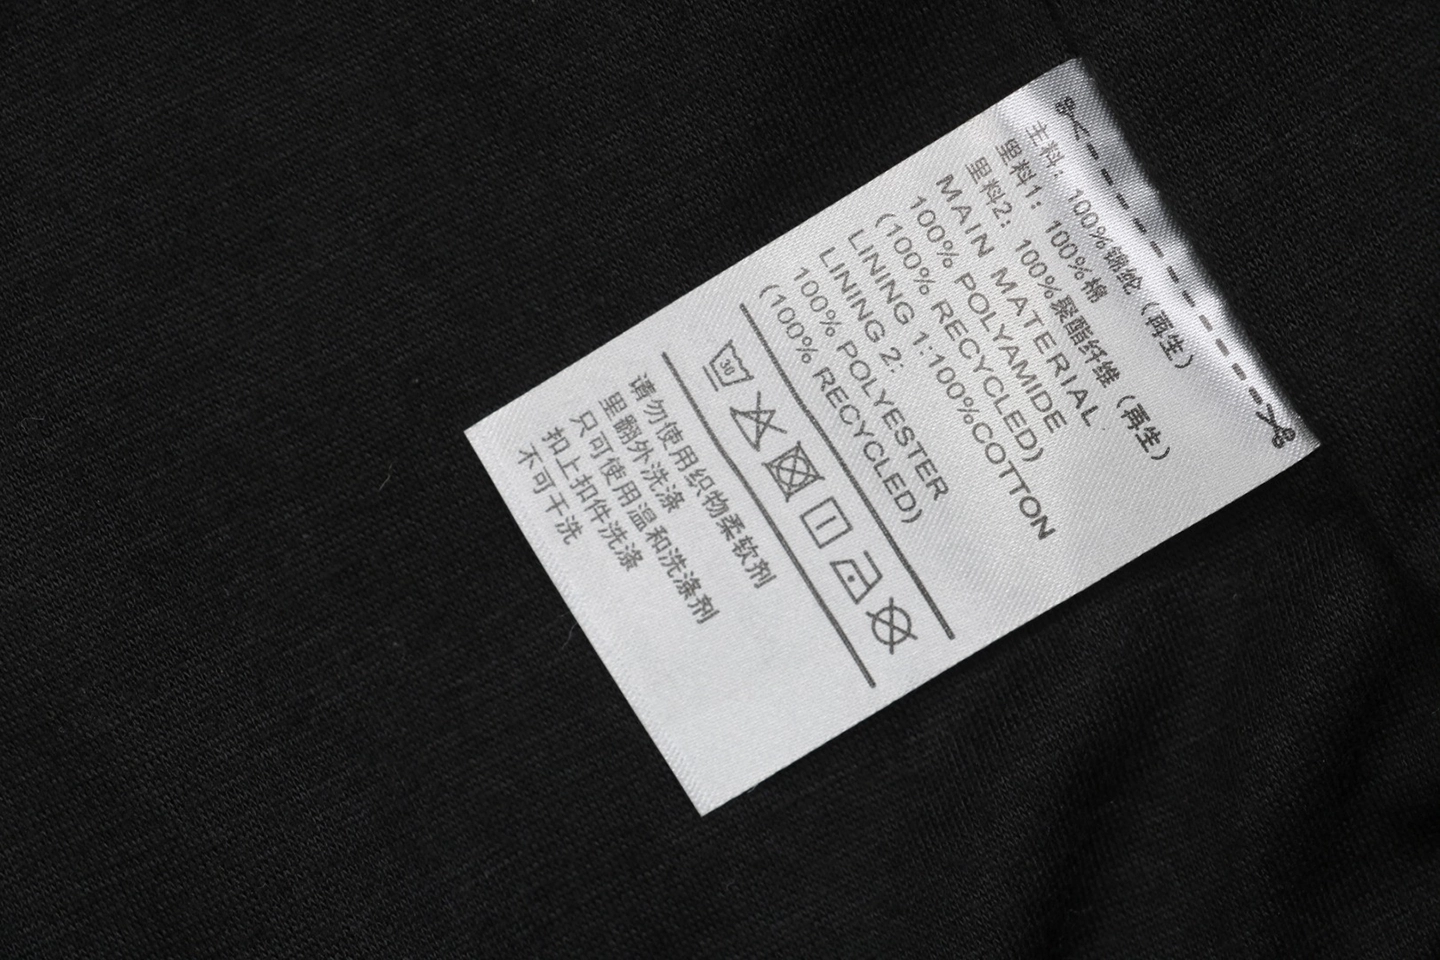 主料：100%锦纶（再生）
里料1：100%棉
里料2：100%聚酯纤维（再生）
MAIN MATERIAL
100% POLYAMIDE
(100% RECYCLED)
LINING 1:100%COTTON
LINING 2:
100% POLYESTER
(100% RECYCLED)
30
请勿使用织物柔软剂
里翻外洗涤
只可使用温和洗涤剂
扣上扣件洗涤
不可干洗